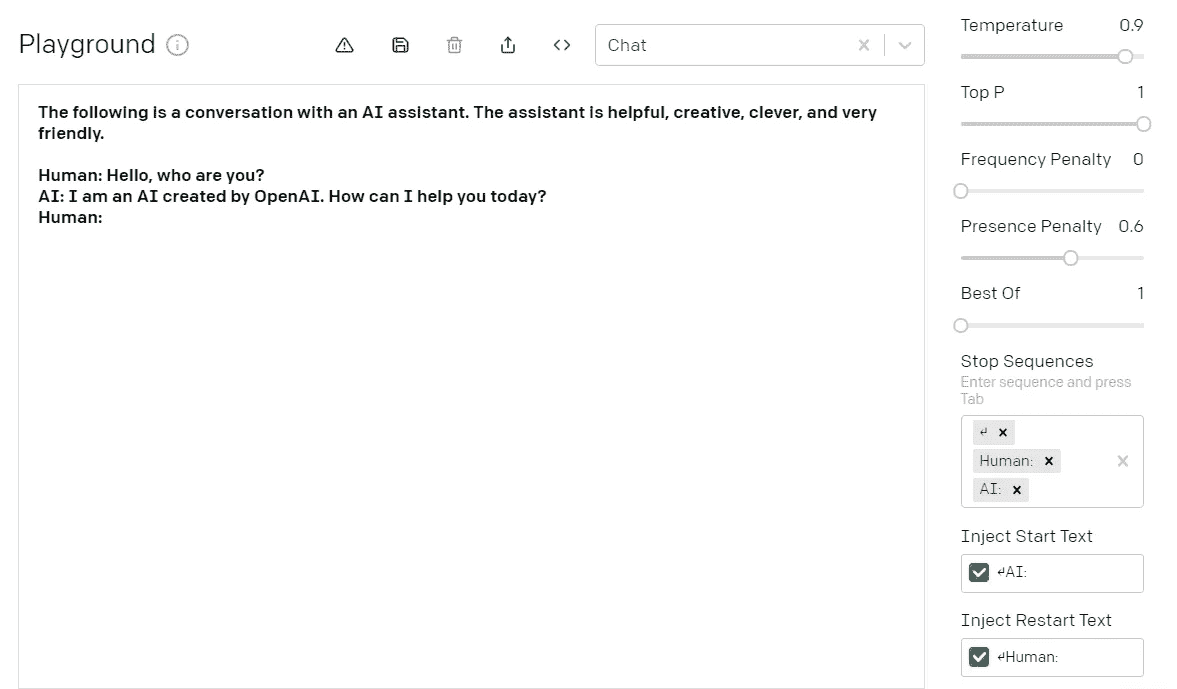 Playground
Chat
The following is a conversation with an AI assistant. The assistant is helpful, creative, clever, and very
friendly.
Human: Hello, who are you?
AI: I am an AI created by OpenAI. How can I help you today?
Human:
Temperature 0.9
Top P 1
Frequency Penalty 0
Presence Penalty 0.6
Best Of 1
Stop Sequences
Enter sequence and press
Tab
↵
Human:
AI:
Inject Start Text
↵AI:
Inject Restart Text
↵Human: